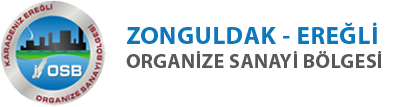 KARADENİZ EREĞLİ
OSB
ORGANİZE SANAYİ BÖLGESİ
ZONGULDAK - EREĞLİ
ORGANİZE SANAYİ BÖLGESİ